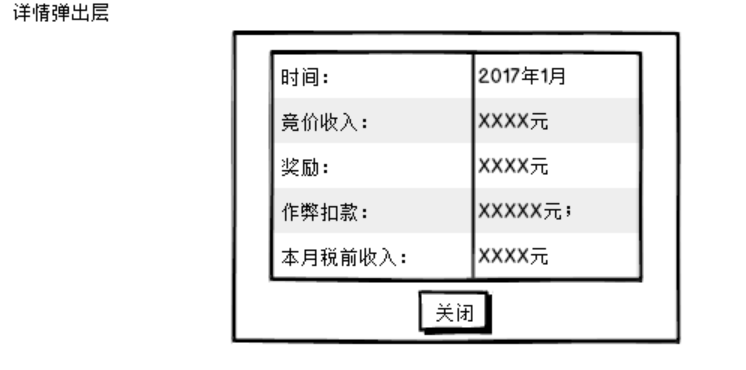 详情弹出层
时间： 2017年1月
竞价收入： XXXX元
奖励： XXXX元
作弊扣款： XXXXX元；
本月税前收入： XXXX元
关闭